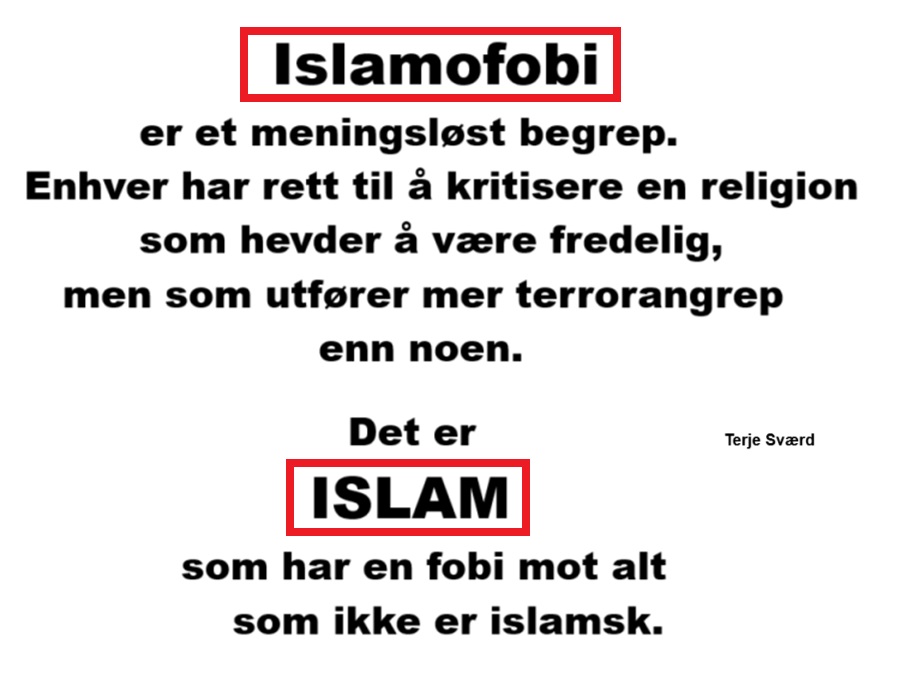 Islamofobi
er et meningsløst begrep.
Enhver har rett til å kritisere en religion
som hevder å være fredelig,
men som utfører mer terrorangrep
enn noen.
Det er
Terje Sværd
ISLAM
som har en fobi mot alt
som ikke er islamsk.